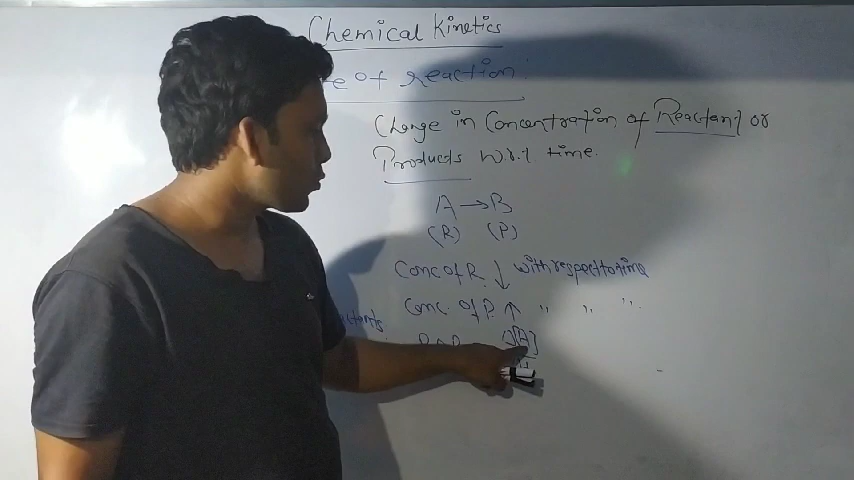 Chemical Kinetics
of reaction:
Change in Concentration of Reactant or
Products w.r.t time.
A → B
(R) (P)
Conc of R. ↓ with respect to time
Conc. of P. ↑ " " "
Δ[A]